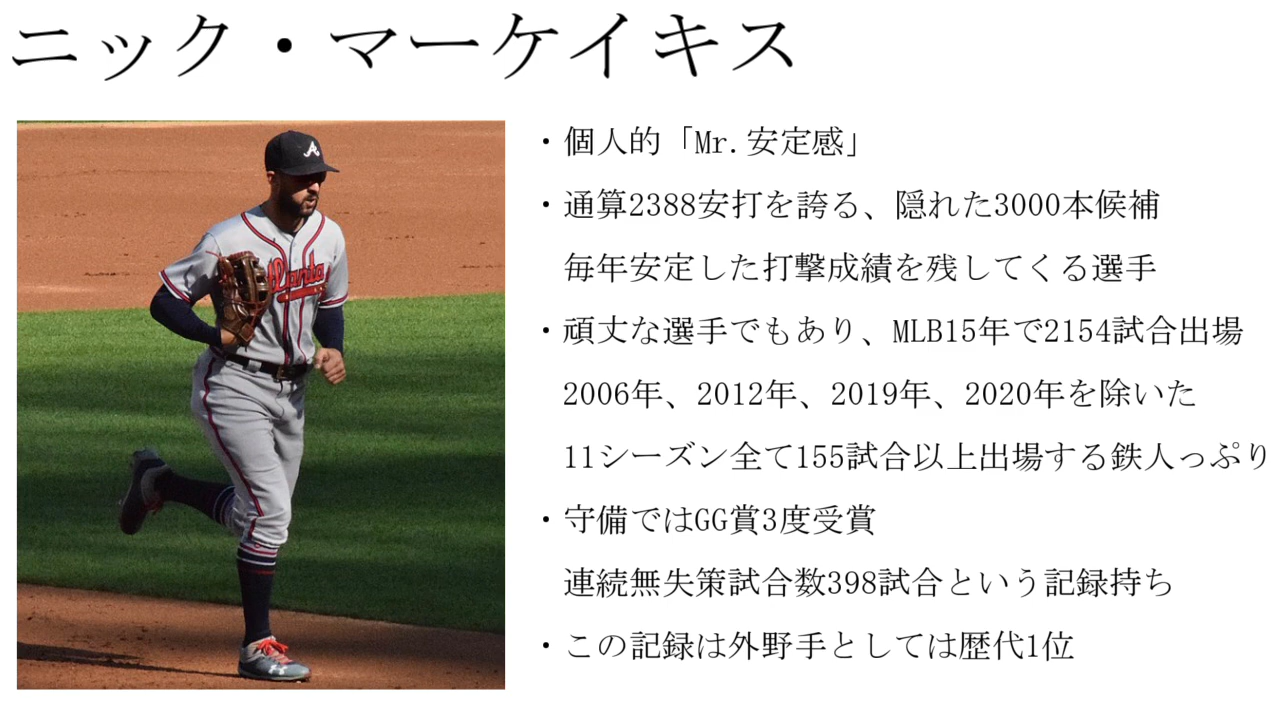 ニック・マーケイキス
・個人的「Mr.安定感」
・通算2388安打を誇る、隠れた3000本候補
毎年安定した打撃成績を残してくる選手
・頑丈な選手でもあり、MLB15年で2154試合出場
2006年、2012年、2019年、2020年を除いた
11シーズン全て155試合以上出場する鉄人っぷり
・守備ではGG賞3度受賞
連続無失策試合数398試合という記録持ち
・この記録は外野手としては歴代1位
A
Atlanta